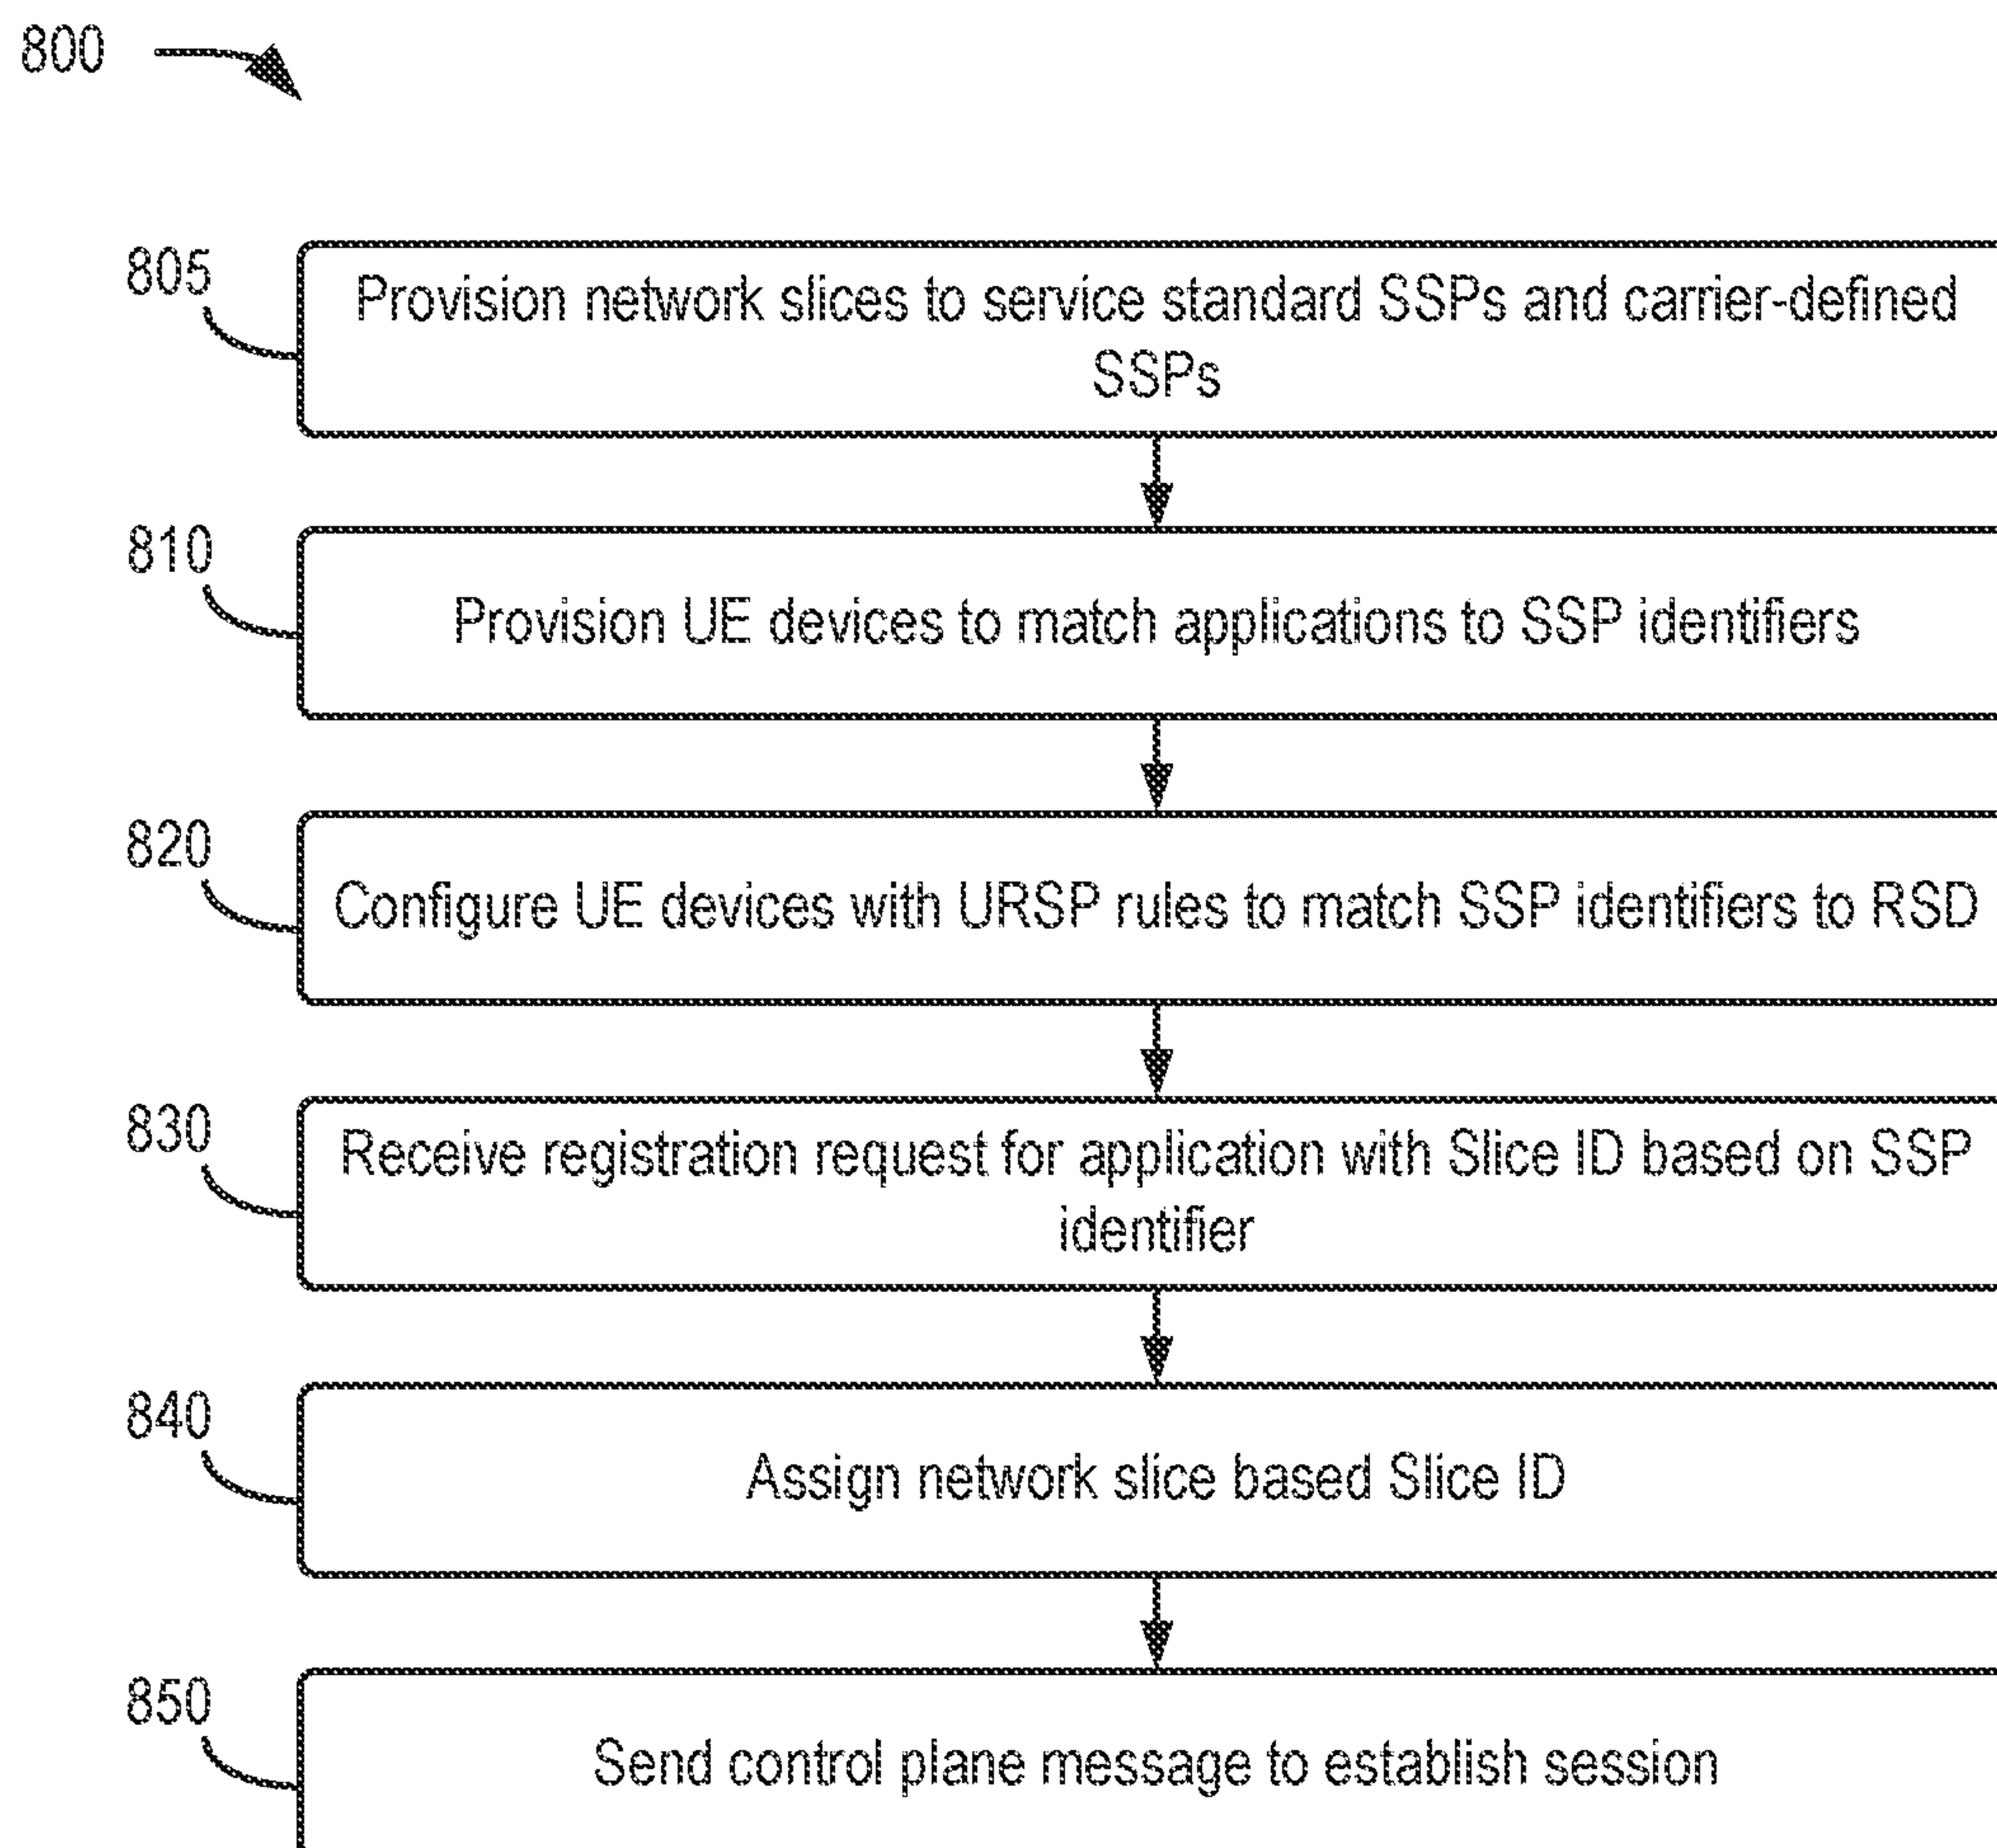 800
805
Provision network slices to service standard SSPs and carrier-defined
SSPs
810
Provision UE devices to match applications to SSP identifiers
820
Configure UE devices with URSP rules to match SSP identifiers to RSD
830
Receive registration request for application with Slice ID based on SSP
identifier
840
Assign network slice based Slice ID
850
Send control plane message to establish session